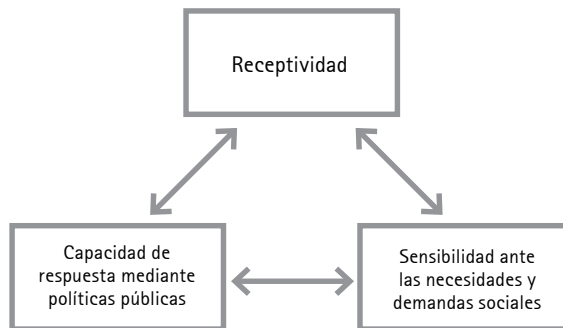 Receptividad
Capacidad de
respuesta mediante
políticas públicas
Sensibilidad ante
las necesidades y
demandas sociales